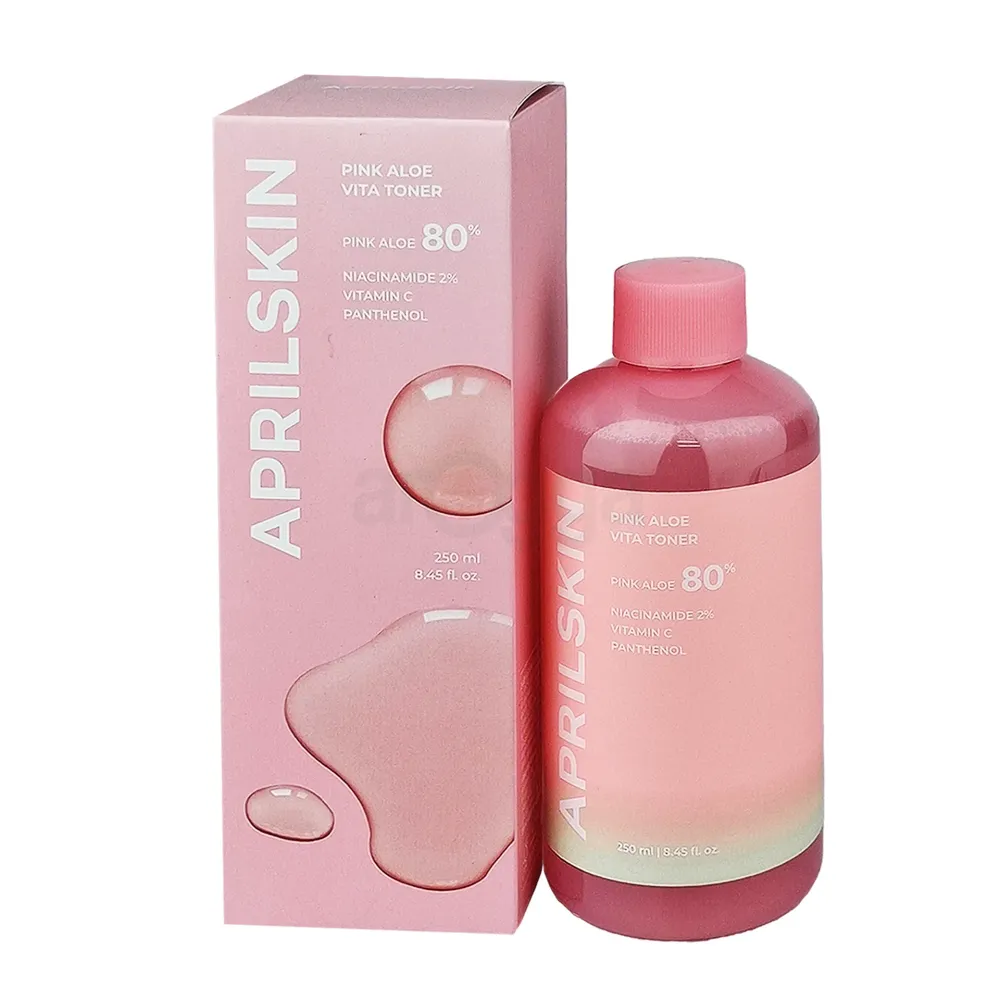 APRILSKIN
APRILSKIN
PINK ALOE
VITA TONER
PINK ALOE 80%
NIACINAMIDE 2%
VITAMIN C
PANTHENOL
250 ml
8.45 fl. oz.
APRILSKIN
PINK ALOE
VITA TONER
PINK ALOE 80%
NIACINAMIDE 2%
VITAMIN C
PANTHENOL
250 ml | 8.45 fl. oz.